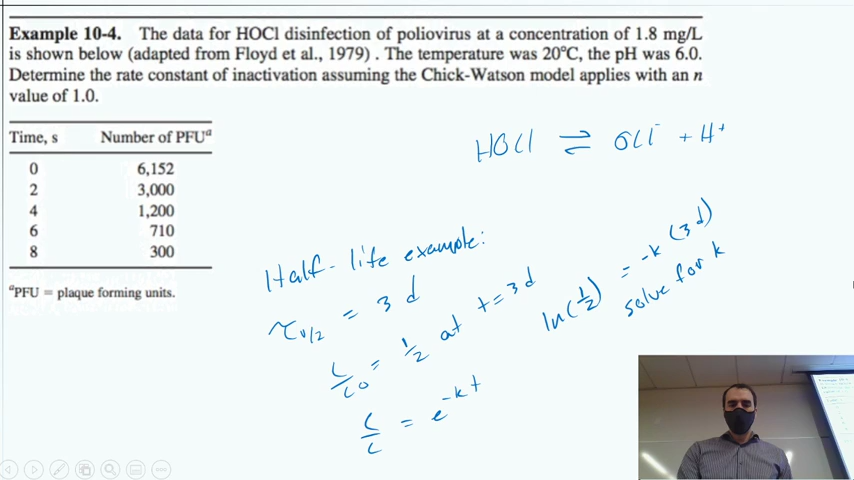 Example 10-4. The data for HOCl disinfection of poliovirus at a concentration of 1.8 mg/L
is shown below (adapted from Floyd et al., 1979) . The temperature was 20°C, the pH was 6.0.
Determine the rate constant of inactivation assuming the Chick-Watson model applies with an n
value of 1.0.
Time, s Number of PFUᵃ
0 6,152
2 3,000
4 1,200
6 710
8 300
ᵃPFU = plaque forming units.
HOCl ⇌ OCl⁻ + H⁺
Half-life example:
τ1/2 = 3 d
C/C0 = 1/2 at t=3d
C/C = e^-kt
ln(1/2) = -k (3d)
solve for k